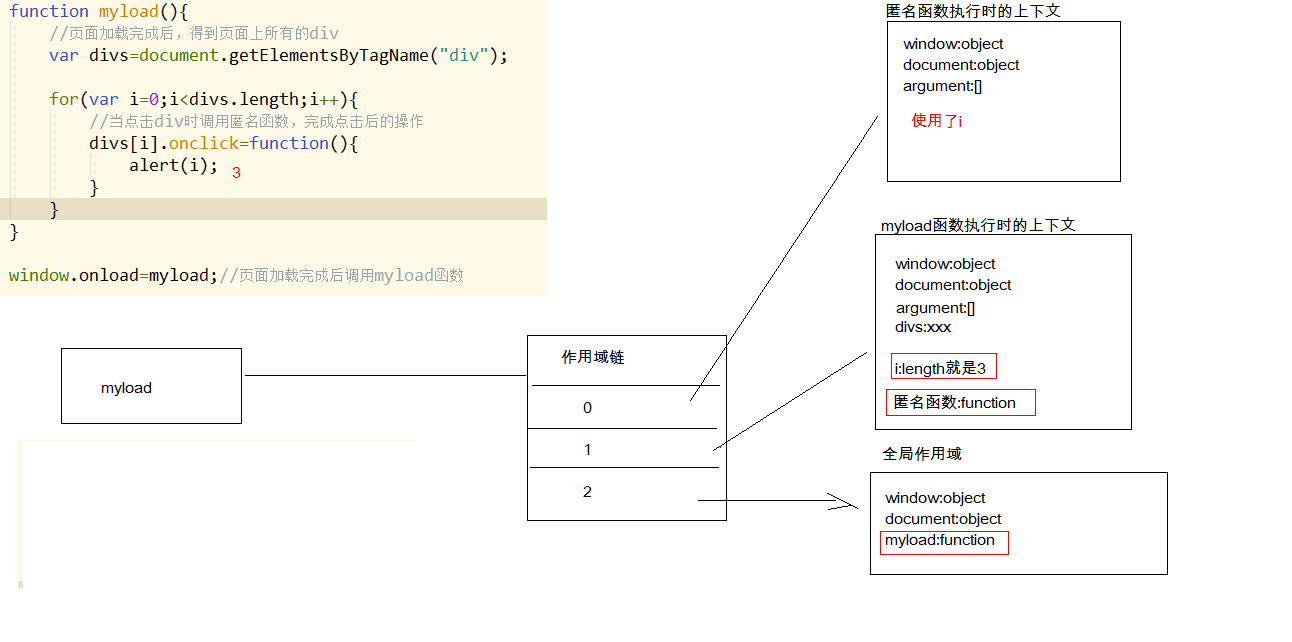 function myload(){
//页面加载完成后，得到页面上所有的div
var divs=document.getElementsByTagName("div");
for(var i=0;i<divs.length;i++){
//当点击div时调用匿名函数，完成点击后的操作
divs[i].onclick=function(){
alert(i); 3
}
}
}
window.onload=myload;//页面加载完成后调用myload函数
myload
作用域链
0
1
2
匿名函数执行时的上下文
window:object
document:object
argument:[]
使用了i
myload函数执行时的上下文
window:object
document:object
argument:[]
divs:xxx
i:length就是3
匿名函数:function
全局作用域
window:object
document:object
myload:function